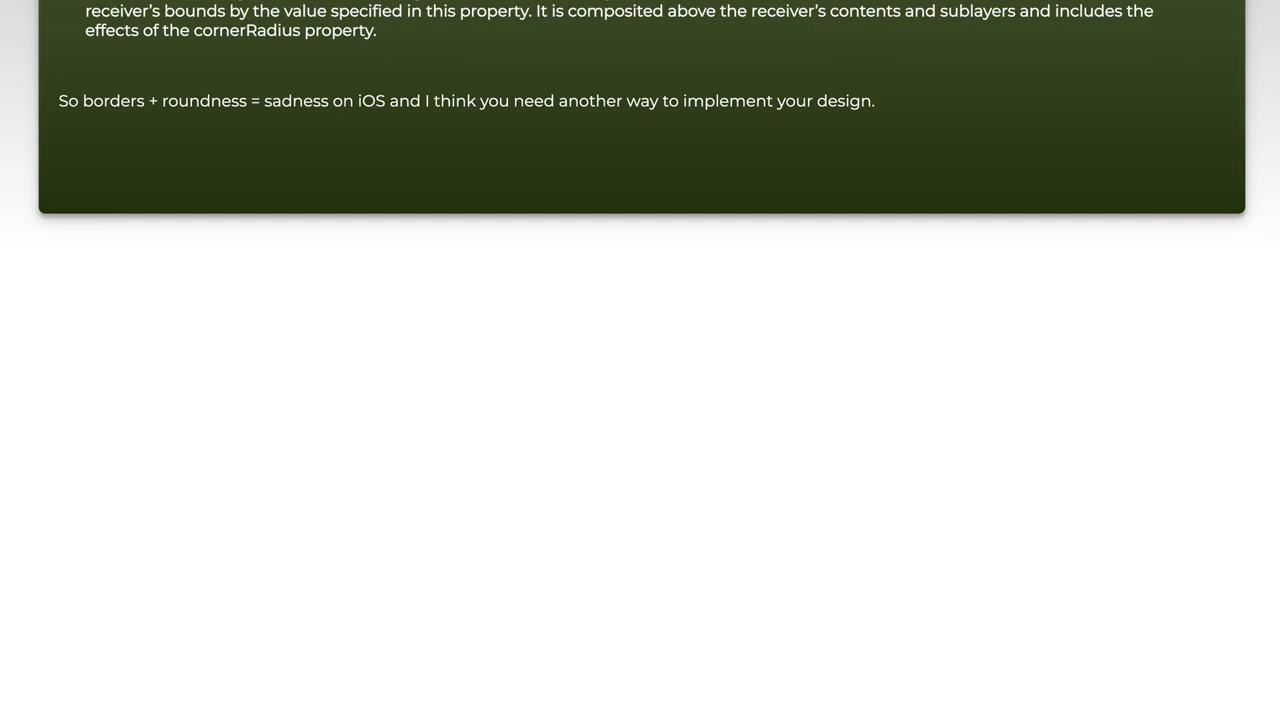 receiver’s bounds by the value specified in this property. It is composited above the receiver’s contents and sublayers and includes the
effects of the cornerRadius property.
So borders + roundness = sadness on iOS and I think you need another way to implement your design.